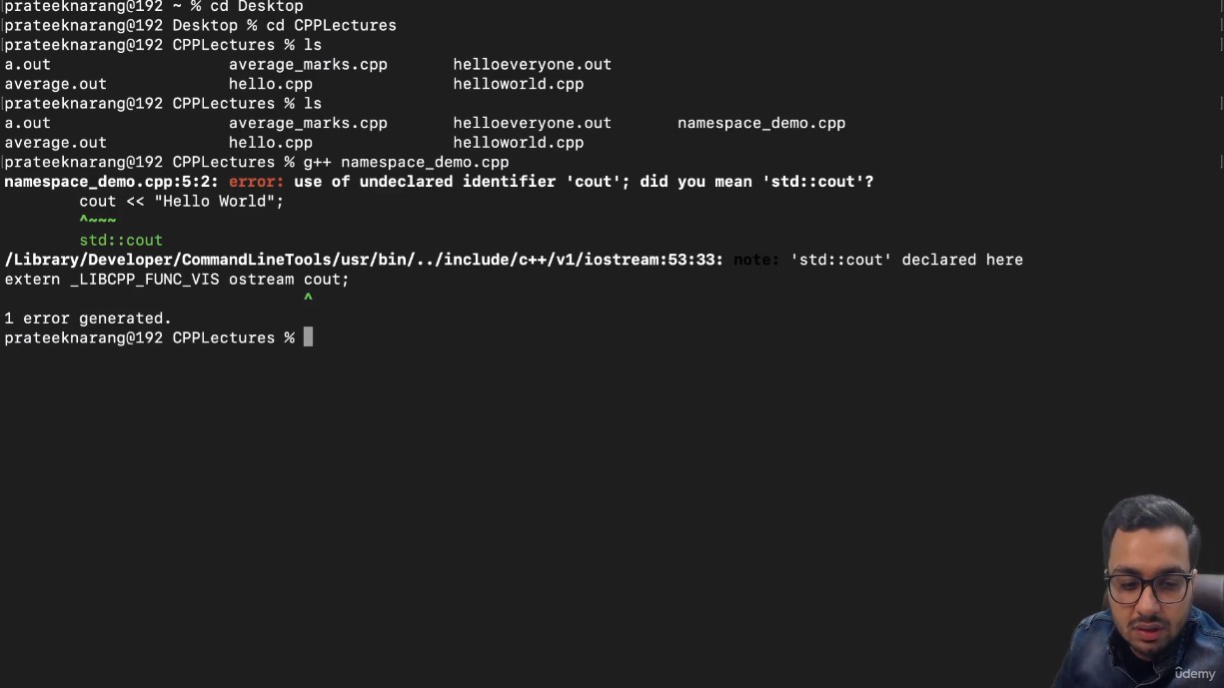 prateeknarang@192 ~ % cd Desktop
prateeknarang@192 Desktop % cd CPPLectures
prateeknarang@192 CPPLectures % ls
a.out average_marks.cpp helloeveryone.out
average.out hello.cpp helloworld.cpp
prateeknarang@192 CPPLectures % ls
a.out average_marks.cpp helloeveryone.out namespace_demo.cpp
average.out hello.cpp helloworld.cpp
prateeknarang@192 CPPLectures % g++ namespace_demo.cpp
namespace_demo.cpp:5:2: error: use of undeclared identifier 'cout'; did you mean 'std::cout'?
cout << "Hello World";
^~~~
std::cout
/Library/Developer/CommandLineTools/usr/bin/../include/c++/v1/iostream:53:33: note: 'std::cout' declared here
extern _LIBCPP_FUNC_VIS ostream cout;
^
1 error generated.
prateeknarang@192 CPPLectures %
ûdemy